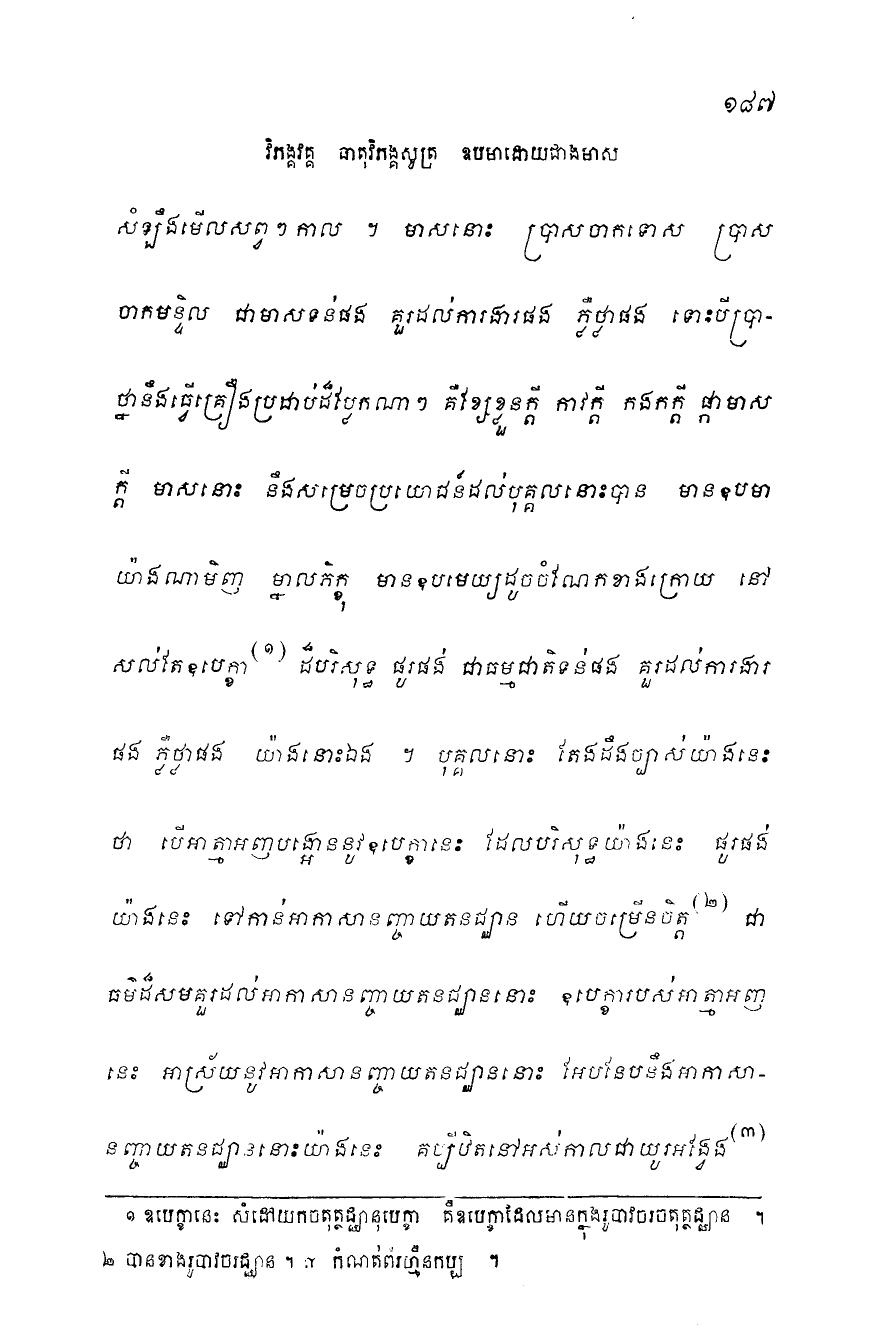 ១៨៧
វិភង្គវគ្គ ធាតុវិភង្គសូត្រ ឧបមាដោយជាងមាស
សំឡឹងមើលសព្វៗកាល ។ មាសនោះ ប្រាសចាកទោស ប្រាស
ចាកមន្ទិល ជាមាសទន់ផង គួរដល់ការងារផង ភ្លឺថ្លាផង ទោះបីប្រា-
ថ្នានឹងធ្វើគ្រឿងប្រដាប់ដ៏ប្លែកណាៗ គឺវៃខ្យខ្លួនក្តី កាវក្តី កងកក្តី ផ្កាមាស
ក្តី មាសនោះ នឹងសម្រេចប្រយោជន៍ដល់បុគ្គលនោះបាន មានឧបមា
យ៉ាងណាមិញ ម្នាលភិក្ខុ មានឧបមេយ្យដូចចំណែកខាងក្រោយ នៅ
សល់តែឧបេក្ខា(១) ដ៏បរិសុទ្ធ ផូរផង់ ជាធម្មជាតិទន់ផង គួរដល់ការងារ
ផង ភ្លឺថ្លាផង យ៉ាងនោះឯង ។ បុគ្គលនោះ តែងដឹងច្បាស់យ៉ាងនេះ
ថា បើអាត្មាអញបង្អោននូវឧបេក្ខានេះ ដែលបរិសុទ្ធយ៉ាងនេះ ផូរផង់
យ៉ាងនេះ ទៅកាន់អាកាសានញ្ចាយតនជ្ឈាន ហើយចម្រើនចិត្ត(២) ជា
ធម៌ដ៏សមគួរដល់អាកាសានញ្ចាយតនជ្ឈាននោះ ឧបេក្ខារបស់អាត្មាអញ
នេះ អាស្រ័យនូវអាកាសានញ្ចាយតនជ្ឈាននោះ អែបនែបនឹងអាកាសា-
នញ្ចាយតនជ្ឈាននោះយ៉ាងនេះ គប្បីឋិតនៅអស់កាលជាយូរអង្វែង(៣)
១ ឧបេក្ខានេះ សំដៅយកចតុត្ថជ្ឈានុបេក្ខា គឺឧបេក្ខាដែលមានក្នុងរូបាវចរចតុត្ថជ្ឈាន ។
២ បានខាងរូបាវចរជ្ឈាន ។ ៣ កំណត់ពីរហ្មឺនកប្ប ។